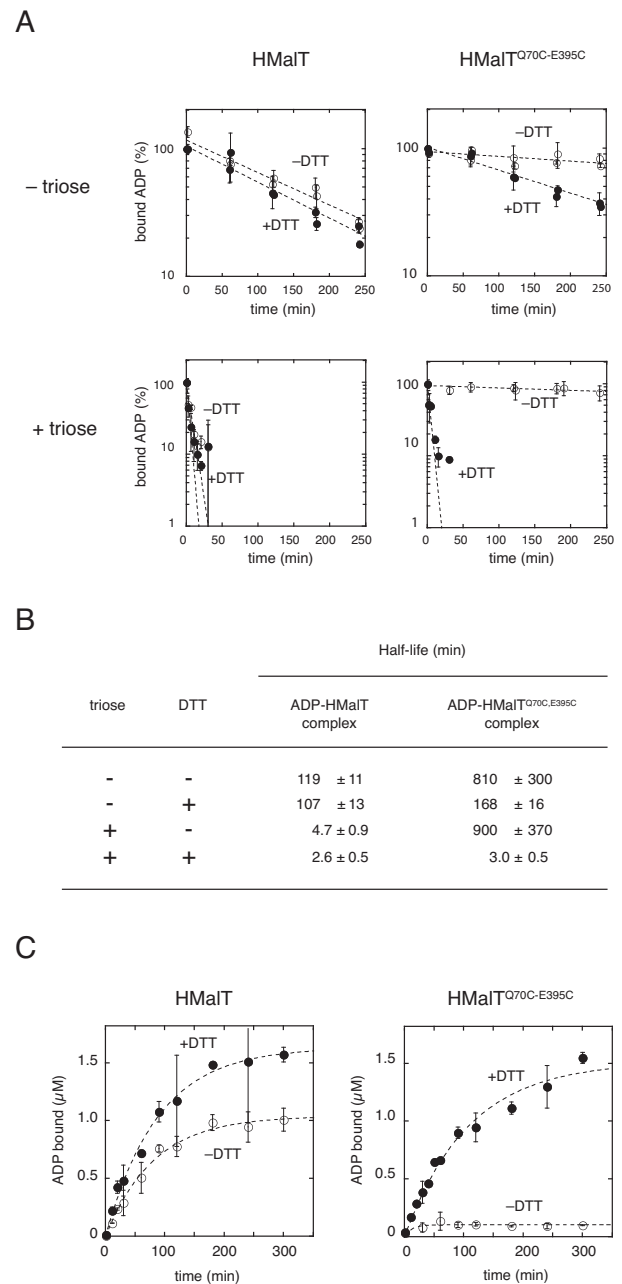 A
HMalT HMalTQ70C-E395C
– triose
bound ADP (%)
100
10
–DTT
+DTT
0 50 100 150 200 250
time (min)
100
10
–DTT
+DTT
0 50 100 150 200 250
time (min)
+ triose
bound ADP (%)
100
10
1
–DTT
+DTT
0 50 100 150 200 250
time (min)
100
10
1
–DTT
+DTT
0 50 100 150 200 250
time (min)
B
Half-life (min)
triose DTT ADP-HMalT complex ADP-HMalTQ70C,E395C complex
- - 119 ± 11 810 ± 300
- + 107 ± 13 168 ± 16
+ - 4.7 ± 0.9 900 ± 370
+ + 2.6 ± 0.5 3.0 ± 0.5
C
HMalT HMalTQ70C-E395C
ADP bound (µM)
1.5
1.0
0.5
0
+DTT
–DTT
0 100 200 300
time (min)
ADP bound (µM)
1.5
1.0
0.5
0
+DTT
–DTT
0 100 200 300
time (min)